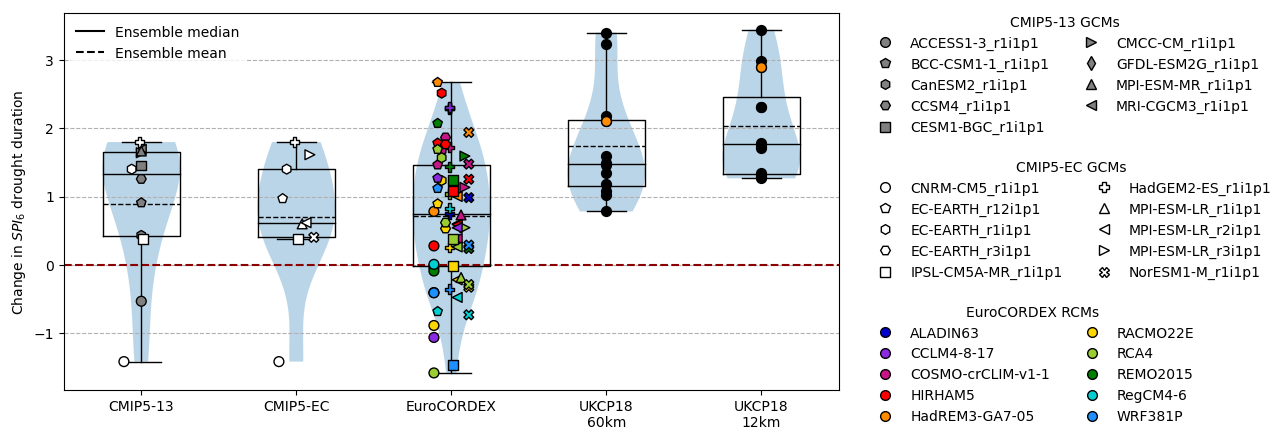 Ensemble median
Ensemble mean
Change in SPI6 drought duration
3
2
1
0
−1
CMIP5-13
CMIP5-EC
EuroCORDEX
UKCP18
60km
UKCP18
12km
CMIP5-13 GCMs
ACCESS1-3_r1i1p1
BCC-CSM1-1_r1i1p1
CanESM2_r1i1p1
CCSM4_r1i1p1
CESM1-BGC_r1i1p1
CMCC-CM_r1i1p1
GFDL-ESM2G_r1i1p1
MPI-ESM-MR_r1i1p1
MRI-CGCM3_r1i1p1
CMIP5-EC GCMs
CNRM-CM5_r1i1p1
EC-EARTH_r12i1p1
EC-EARTH_r1i1p1
EC-EARTH_r3i1p1
IPSL-CM5A-MR_r1i1p1
HadGEM2-ES_r1i1p1
MPI-ESM-LR_r1i1p1
MPI-ESM-LR_r2i1p1
MPI-ESM-LR_r3i1p1
NorESM1-M_r1i1p1
EuroCORDEX RCMs
ALADIN63
CCLM4-8-17
COSMO-crCLIM-v1-1
HIRHAM5
HadREM3-GA7-05
RACMO22E
RCA4
REMO2015
RegCM4-6
WRF381P